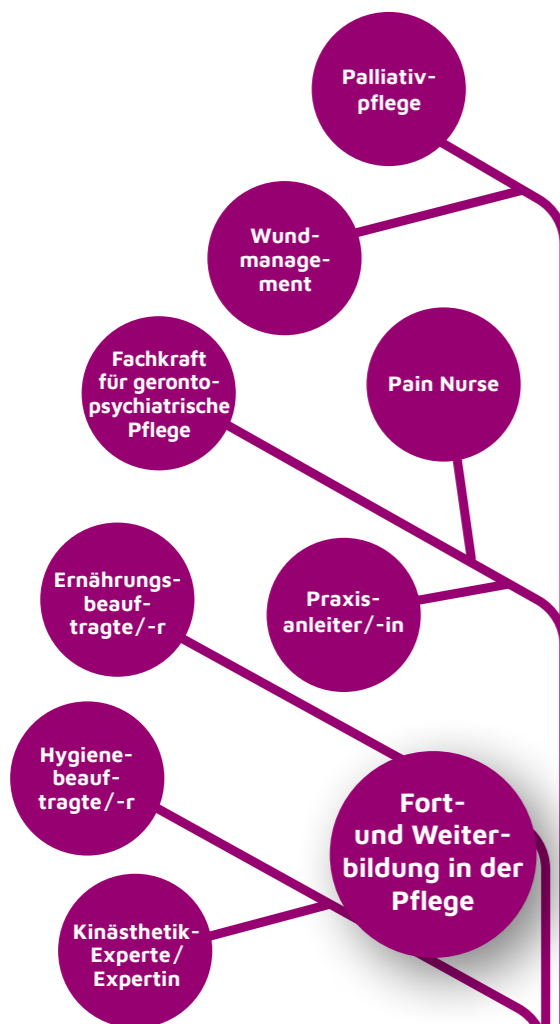 Palliativ-
pflege
Wund-
manage-
ment
Fachkraft
für geronto-
psychiatrische
Pflege
Pain Nurse
Ernährungs-
beauf-
tragte/-r
Praxis-
anleiter/-in
Hygiene-
beauf-
tragte/-r
Fort-
und Weiter-
bildung in der
Pflege
Kinästhetik-
Experte/
Expertin